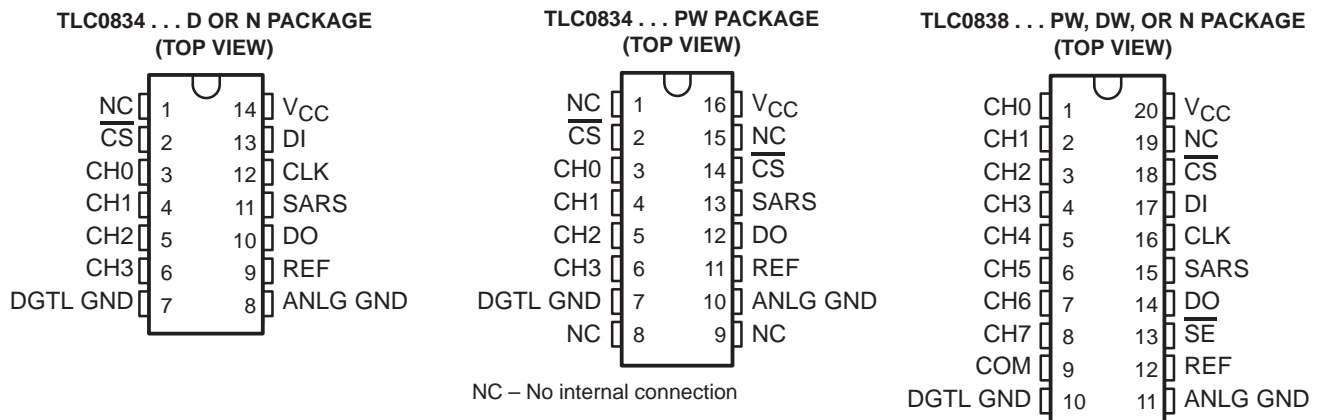 TLC0834 . . . D OR N PACKAGE
(TOP VIEW)
NC 1 14 VCC
CS 2 13 DI
CH0 3 12 CLK
CH1 4 11 SARS
CH2 5 10 DO
CH3 6 9 REF
DGTL GND 7 8 ANLG GND
TLC0834 . . . PW PACKAGE
(TOP VIEW)
NC 1 16 VCC
CS 2 15 NC
CH0 3 14 CS
CH1 4 13 SARS
CH2 5 12 DO
CH3 6 11 REF
DGTL GND 7 10 ANLG GND
NC 8 9 NC
NC – No internal connection
TLC0838 . . . PW, DW, OR N PACKAGE
(TOP VIEW)
CH0 1 20 VCC
CH1 2 19 NC
CH2 3 18 CS
CH3 4 17 DI
CH4 5 16 CLK
CH5 6 15 SARS
CH6 7 14 DO
CH7 8 13 SE
COM 9 12 REF
DGTL GND 10 11 ANLG GND